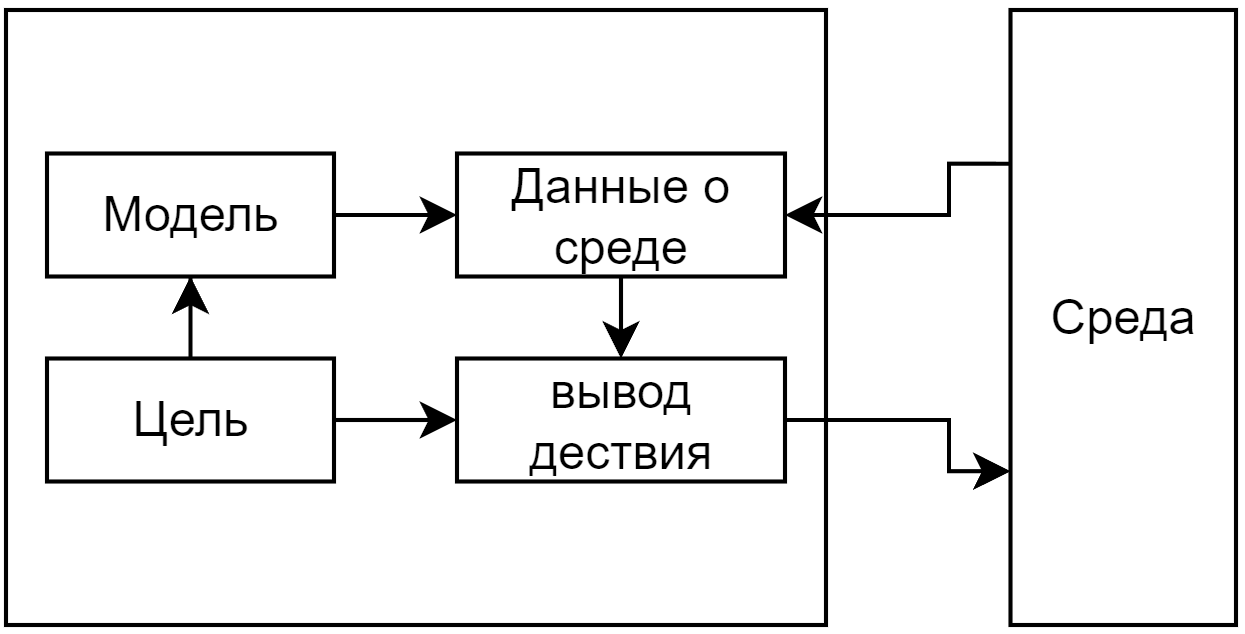 Модель
Данные о
среде
Среда
Цель
вывод
дествия